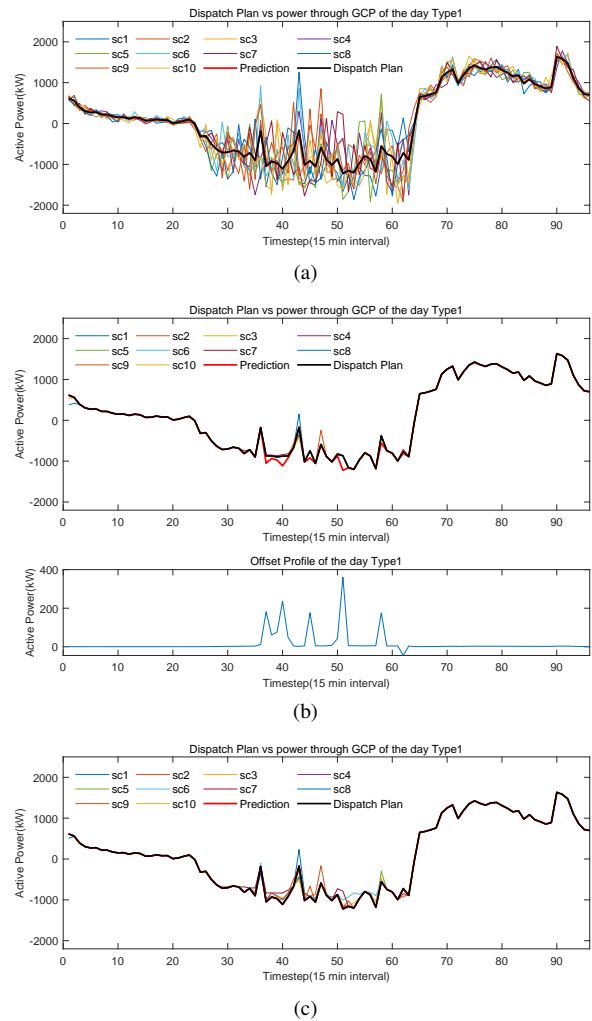 Dispatch Plan vs power through GCP of the day Type1
sc1 sc2 sc3 sc4
sc5 sc6 sc7 sc8
sc9 sc10 Prediction Dispatch Plan
Active Power(kW)
2000
1000
0
-1000
-2000
0 10 20 30 40 50 60 70 80 90
Timestep(15 min interval)
(a)
Dispatch Plan vs power through GCP of the day Type1
sc1 sc2 sc3 sc4
sc5 sc6 sc7 sc8
sc9 sc10 Prediction Dispatch Plan
Active Power(kW)
2000
1000
0
-1000
-2000
0 10 20 30 40 50 60 70 80 90
Timestep(15 min interval)
Offset Profile of the day Type1
Active Power(kW)
400
200
0
0 10 20 30 40 50 60 70 80 90
Timestep(15 min interval)
(b)
Dispatch Plan vs power through GCP of the day Type1
sc1 sc2 sc3 sc4
sc5 sc6 sc7 sc8
sc9 sc10 Prediction Dispatch Plan
Active Power(kW)
2000
1000
0
-1000
-2000
0 10 20 30 40 50 60 70 80 90
Timestep(15 min interval)
(c)